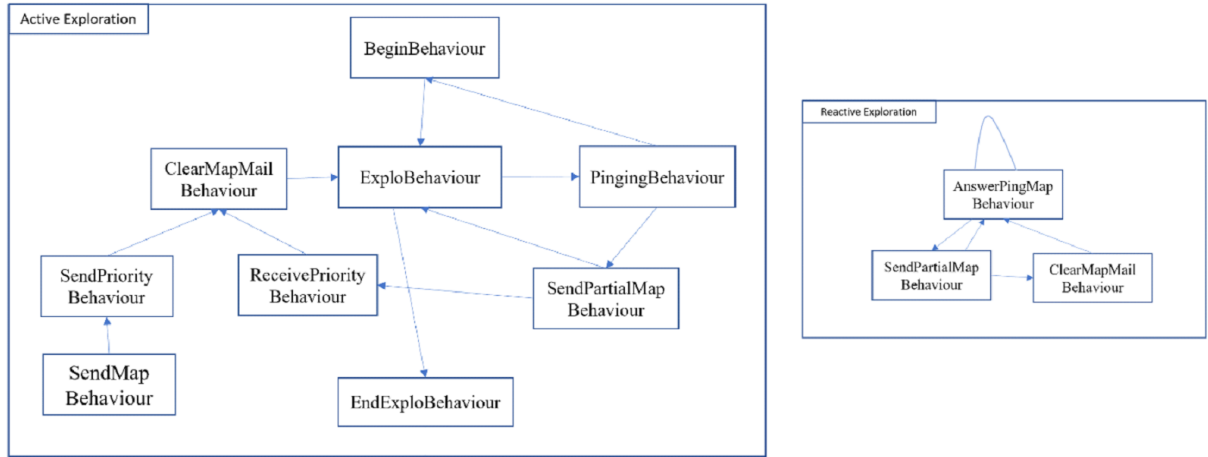 Active Exploration
BeginBehaviour
ClearMapMail
Behaviour
ExploBehaviour
PingingBehaviour
SendPriority
Behaviour
ReceivePriority
Behaviour
SendPartialMap
Behaviour
SendMap
Behaviour
EndExploBehaviour
Reactive Exploration
AnswerPingMap
Behaviour
SendPartialMap
Behaviour
ClearMapMail
Behaviour